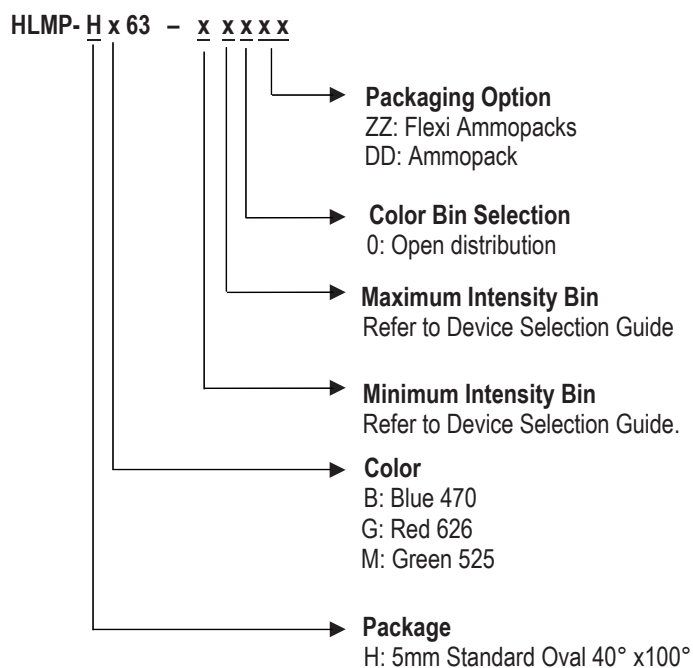 HLMP- H x 63 – x x x x x
Packaging Option
ZZ: Flexi Ammopacks
DD: Ammopack
Color Bin Selection
0: Open distribution
Maximum Intensity Bin
Refer to Device Selection Guide
Minimum Intensity Bin
Refer to Device Selection Guide.
Color
B: Blue 470
G: Red 626
M: Green 525
Package
H: 5mm Standard Oval 40° x100°